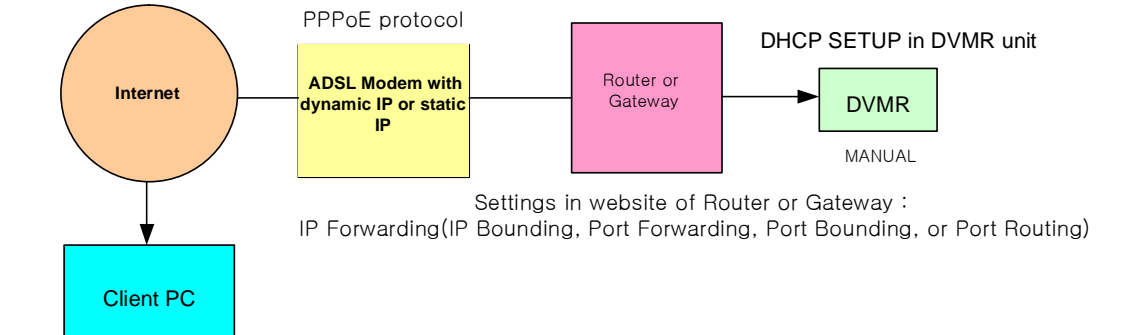 PPPoE protocol
DHCP SETUP in DVMR unit
Internet
ADSL Modem with
dynamic IP or static
IP
Router or
Gateway
DVMR
MANUAL
Settings in website of Router or Gateway :
IP Forwarding(IP Bounding, Port Forwarding, Port Bounding, or Port Routing)
Client PC